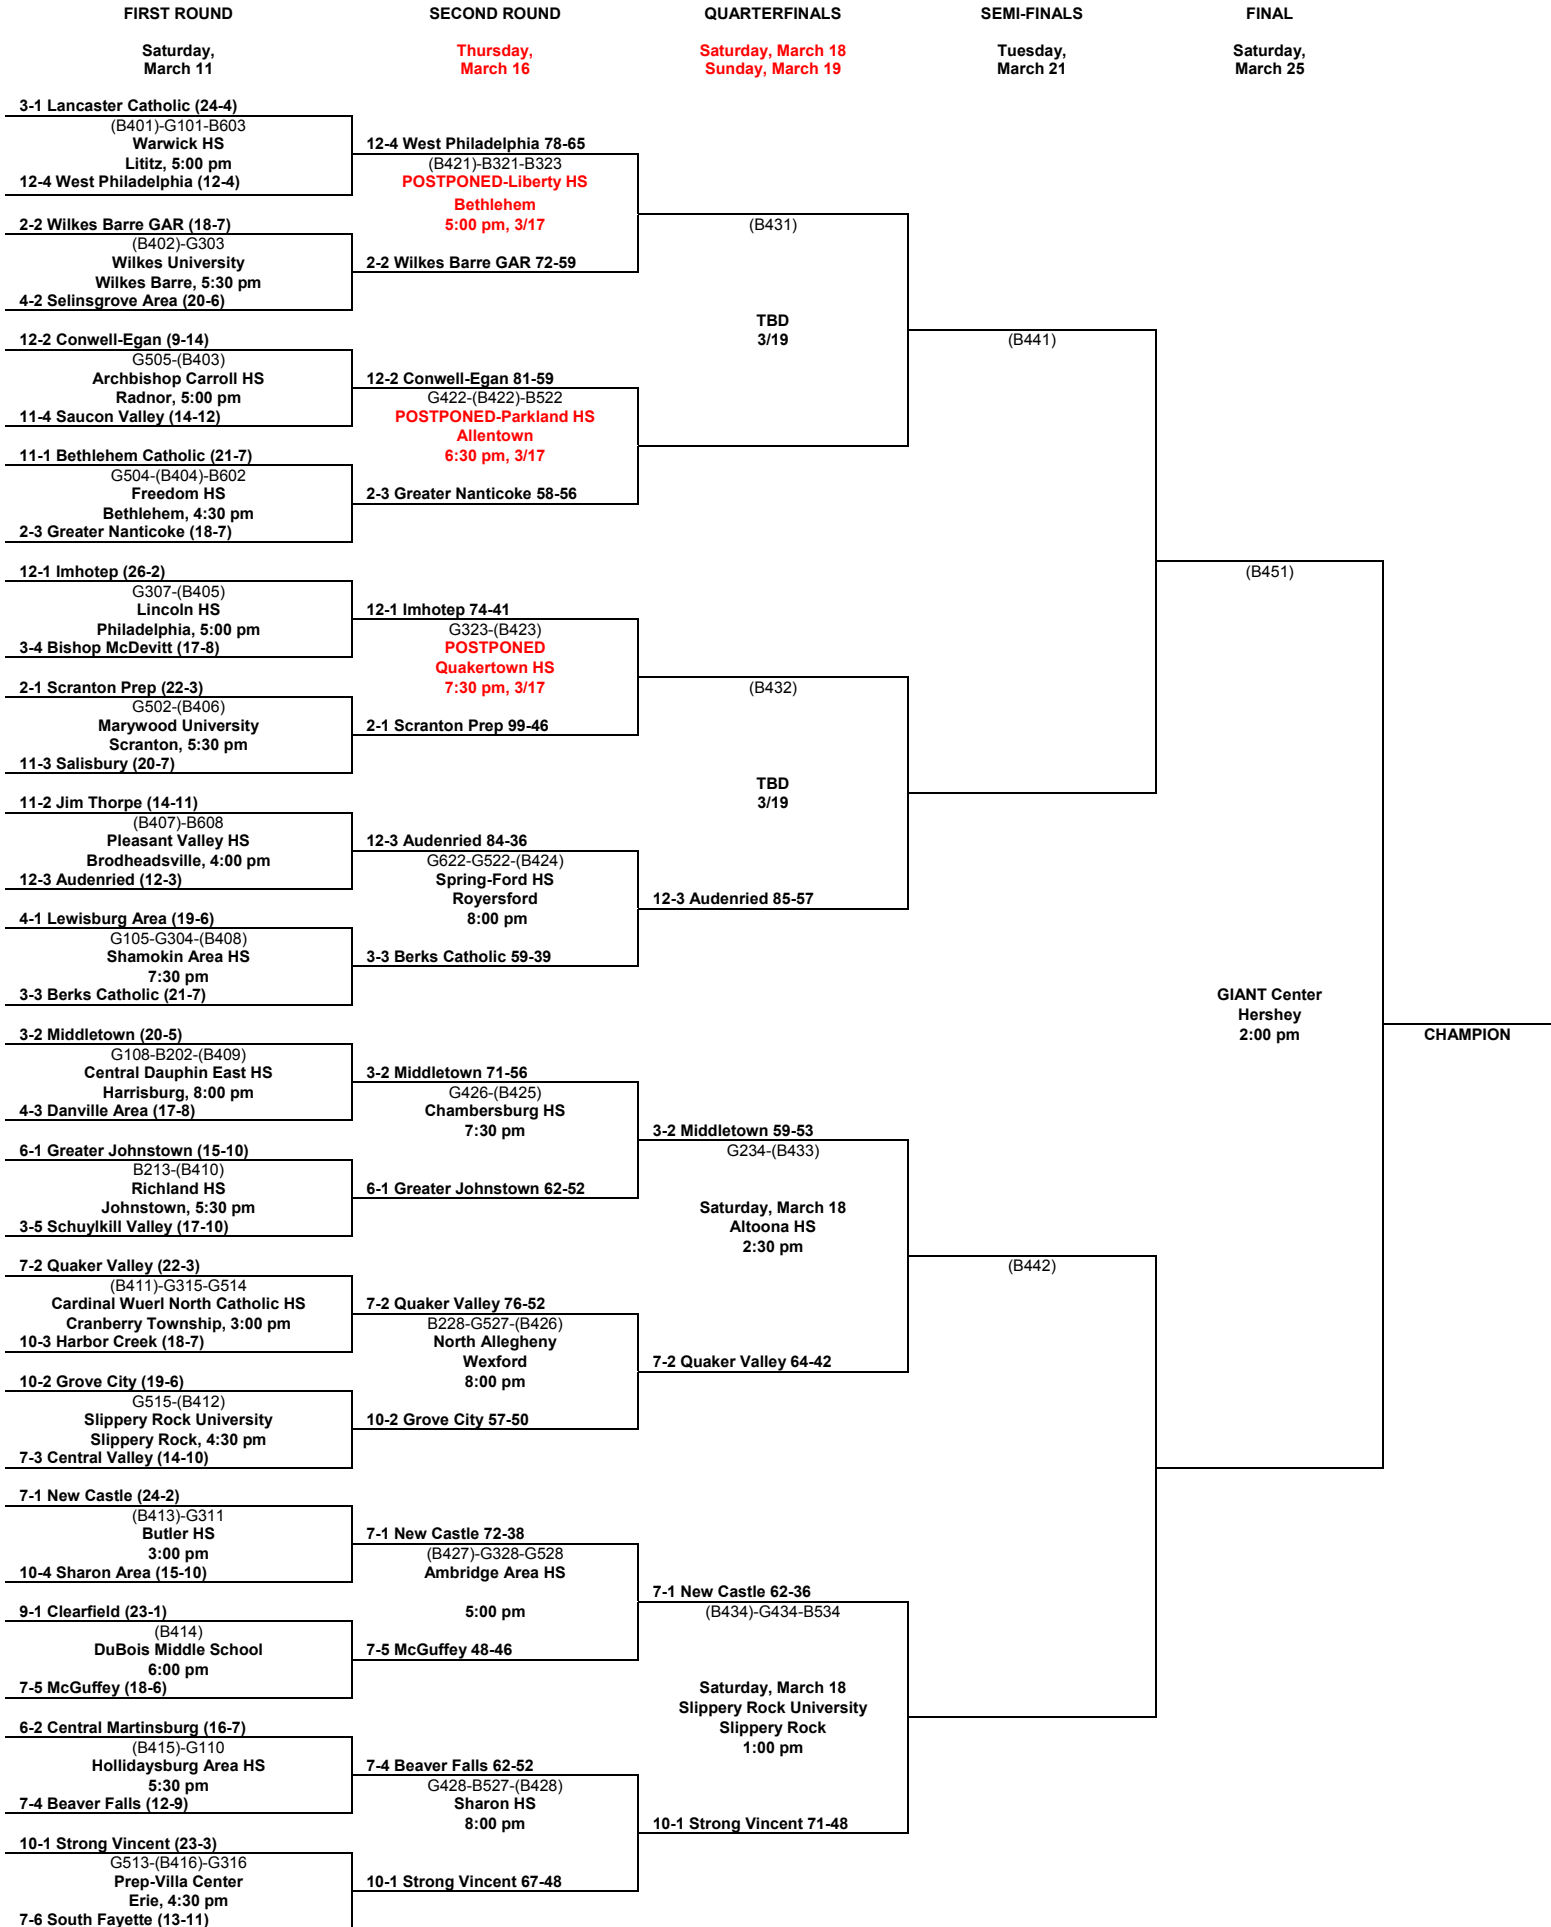 FIRST ROUND
SECOND ROUND
QUARTERFINALS
SEMI-FINALS
FINAL
Saturday,
March 11
Thursday,
March 16
Saturday, March 18
Sunday, March 19
Tuesday,
March 21
Saturday,
March 25
3-1 Lancaster Catholic (24-4)
(B401)-G101-B603
Warwick HS
Lititz, 5:00 pm
12-4 West Philadelphia (12-4)
2-2 Wilkes Barre GAR (18-7)
(B402)-G303
Wilkes University
Wilkes Barre, 5:30 pm
4-2 Selinsgrove Area (20-6)
12-2 Conwell-Egan (9-14)
G505-(B403)
Archbishop Carroll HS
Radnor, 5:00 pm
11-4 Saucon Valley (14-12)
11-1 Bethlehem Catholic (21-7)
G504-(B404)-B602
Freedom HS
Bethlehem, 4:30 pm
2-3 Greater Nanticoke (18-7)
12-1 Imhotep (26-2)
G307-(B405)
Lincoln HS
Philadelphia, 5:00 pm
3-4 Bishop McDevitt (17-8)
2-1 Scranton Prep (22-3)
G502-(B406)
Marywood University
Scranton, 5:30 pm
11-3 Salisbury (20-7)
11-2 Jim Thorpe (14-11)
(B407)-B608
Pleasant Valley HS
Brodheadsville, 4:00 pm
12-3 Audenried (12-3)
4-1 Lewisburg Area (19-6)
G105-G304-(B408)
Shamokin Area HS
7:30 pm
3-3 Berks Catholic (21-7)
3-2 Middletown (20-5)
G108-B202-(B409)
Central Dauphin East HS
Harrisburg, 8:00 pm
4-3 Danville Area (17-8)
6-1 Greater Johnstown (15-10)
B213-(B410)
Richland HS
Johnstown, 5:30 pm
3-5 Schuylkill Valley (17-10)
7-2 Quaker Valley (22-3)
(B411)-G315-G514
Cardinal Wuerl North Catholic HS
Cranberry Township, 3:00 pm
10-3 Harbor Creek (18-7)
10-2 Grove City (19-6)
G515-(B412)
Slippery Rock University
Slippery Rock, 4:30 pm
7-3 Central Valley (14-10)
7-1 New Castle (24-2)
(B413)-G311
Butler HS
3:00 pm
10-4 Sharon Area (15-10)
9-1 Clearfield (23-1)
(B414)
DuBois Middle School
6:00 pm
7-5 McGuffey (18-6)
6-2 Central Martinsburg (16-7)
(B415)-G110
Hollidaysburg Area HS
5:30 pm
7-4 Beaver Falls (12-9)
10-1 Strong Vincent (23-3)
G513-(B416)-G316
Prep-Villa Center
Erie, 4:30 pm
7-6 South Fayette (13-11)
12-4 West Philadelphia 78-65
(B421)-B321-B323
POSTPONED-Liberty HS
Bethlehem
5:00 pm, 3/17
2-2 Wilkes Barre GAR 72-59
12-2 Conwell-Egan 81-59
G422-(B422)-B522
POSTPONED-Parkland HS
Allentown
6:30 pm, 3/17
2-3 Greater Nanticoke 58-56
12-1 Imhotep 74-41
G323-(B423)
POSTPONED
Quakertown HS
7:30 pm, 3/17
2-1 Scranton Prep 99-46
12-3 Audenried 84-36
G622-G522-(B424)
Spring-Ford HS
Royersford
8:00 pm
3-3 Berks Catholic 59-39
3-2 Middletown 71-56
G426-(B425)
Chambersburg HS
7:30 pm
6-1 Greater Johnstown 62-52
7-2 Quaker Valley 76-52
B228-G527-(B426)
North Allegheny
Wexford
8:00 pm
10-2 Grove City 57-50
7-1 New Castle 72-38
(B427)-G328-G528
Ambridge Area HS
5:00 pm
7-5 McGuffey 48-46
7-4 Beaver Falls 62-52
G428-B527-(B428)
Sharon HS
8:00 pm
10-1 Strong Vincent 67-48
(B431)
TBD
3/19
(B432)
TBD
3/19
12-3 Audenried 85-57
3-2 Middletown 59-53
G234-(B433)
Saturday, March 18
Altoona HS
2:30 pm
7-2 Quaker Valley 64-42
7-1 New Castle 62-36
(B434)-G434-B534
Saturday, March 18
Slippery Rock University
Slippery Rock
1:00 pm
10-1 Strong Vincent 71-48
(B441)
(B442)
(B451)
GIANT Center
Hershey
2:00 pm
CHAMPION